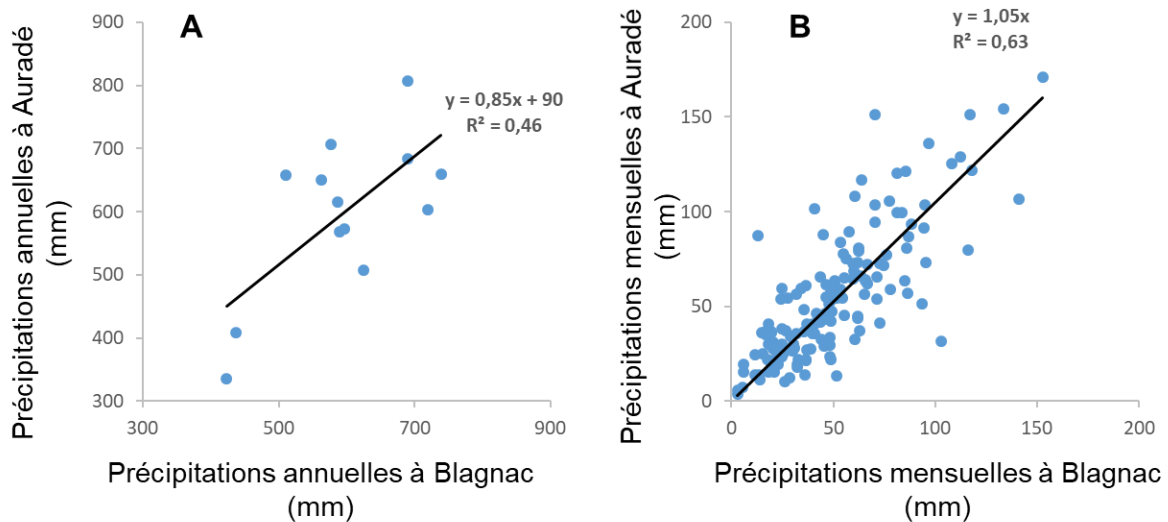 A
Précipitations annuelles à Auradé
(mm)
900
800
700
600
500
400
300
y = 0,85x + 90
R² = 0,46
300
500
700
900
Précipitations annuelles à Blagnac
(mm)
B
Précipitations mensuelles à Auradé
(mm)
200
150
100
50
0
y = 1,05x
R² = 0,63
0
50
100
150
200
Précipitations mensuelles à Blagnac
(mm)